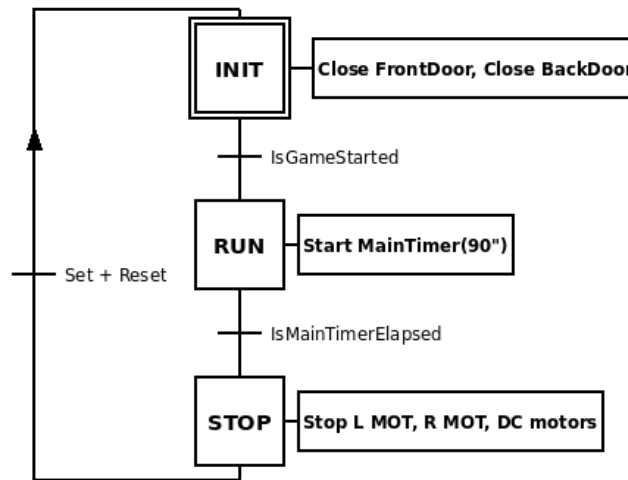 INIT
Close FrontDoor, Close BackDoor
IsGameStarted
RUN
Start MainTimer(90")
Set + Reset
IsMainTimerElapsed
STOP
Stop L MOT, R MOT, DC motors